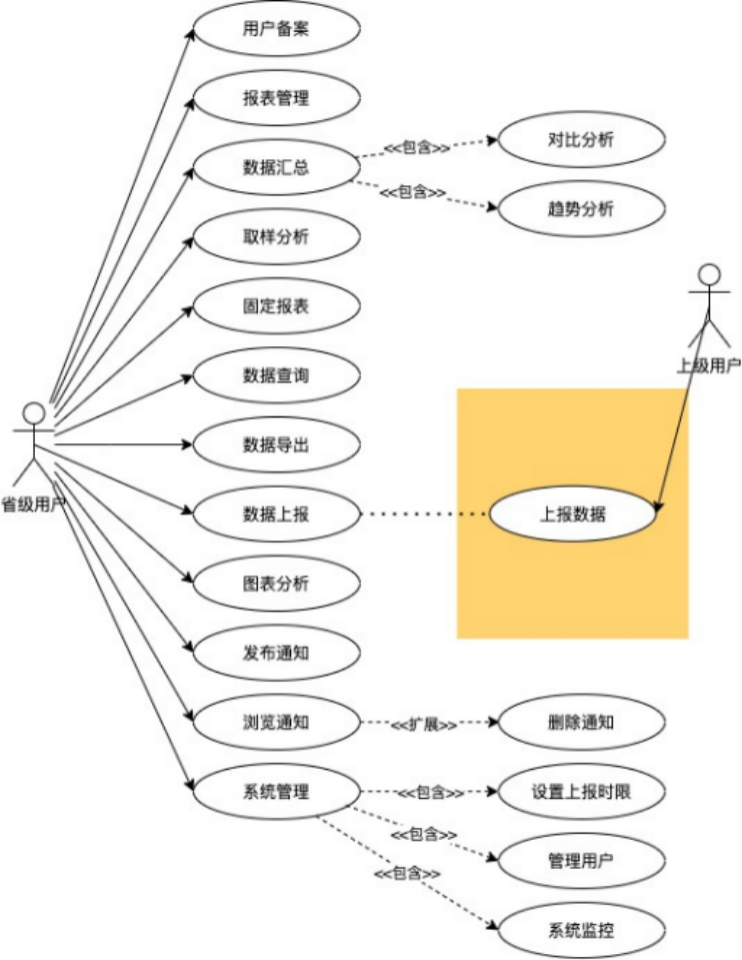 用户备案
报表管理
数据汇总
<<包含>>
对比分析
<<包含>>
趋势分析
取样分析
固定报表
上级用户
数据查询
数据导出
省级用户
数据上报
上报数据
图表分析
发布通知
浏览通知
<<扩展>>
删除通知
系统管理
<<包含>>
设置上报时限
<<包含>>
管理用户
<<包含>>
系统监控